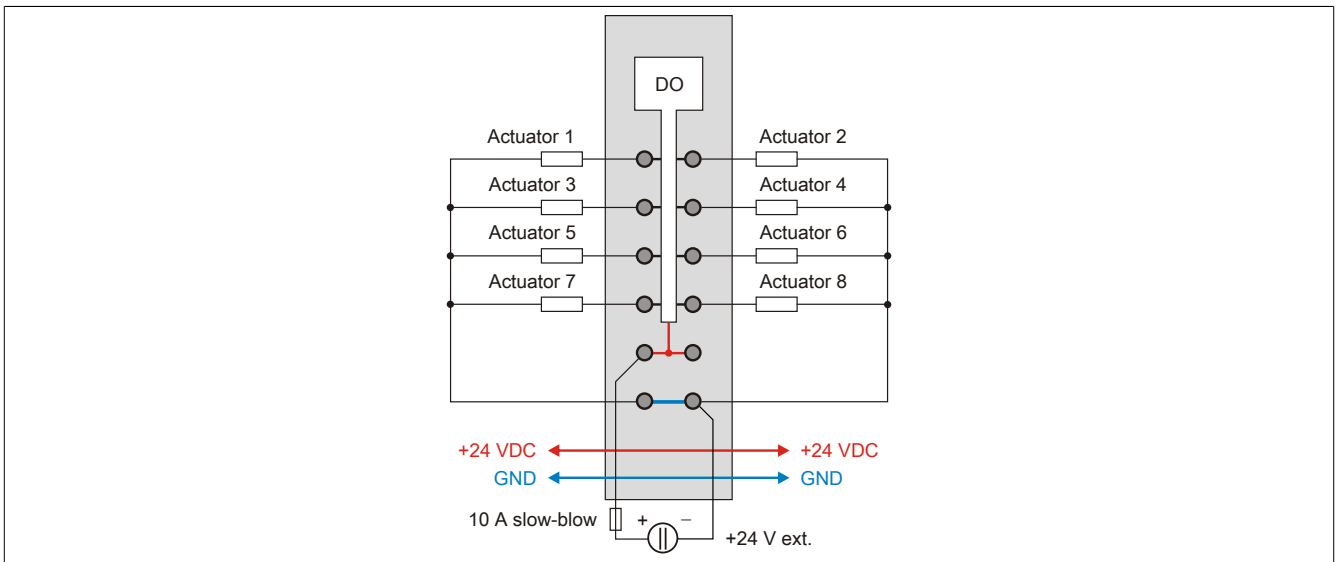 DO
Actuator 1
Actuator 2
Actuator 3
Actuator 4
Actuator 5
Actuator 6
Actuator 7
Actuator 8
+24 VDC
+24 VDC
GND
GND
10 A slow-blow
+ −
+24 V ext.